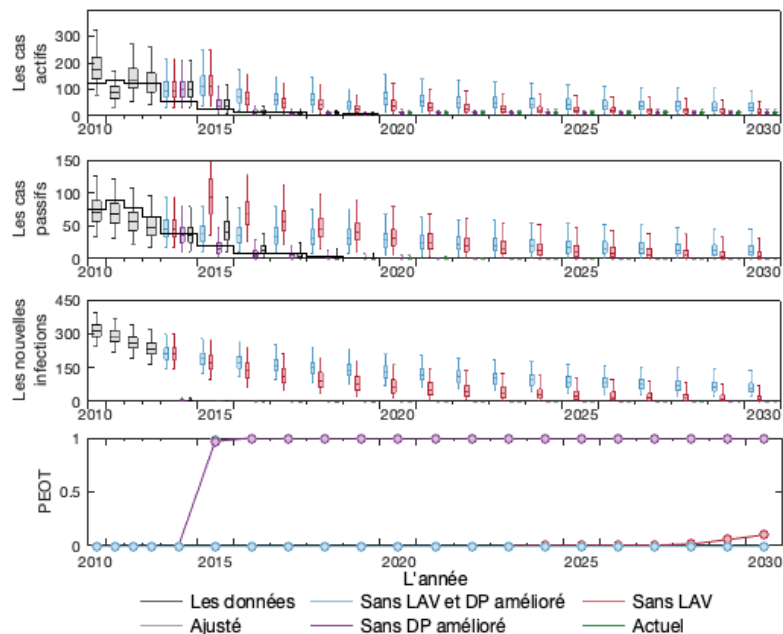 Les cas actifs
300
200
100
0
2010 2015 2020 2025 2030
Les cas passifs
150
100
50
0
2010 2015 2020 2025 2030
Les nouvelles infections
450
300
150
0
2010 2015 2020 2025 2030
PEOT
1
0.5
0
2010 2015 2020 2025 2030
L'année
Les données Sans LAV et DP amélioré Sans LAV
Ajusté Sans DP amélioré Actuel